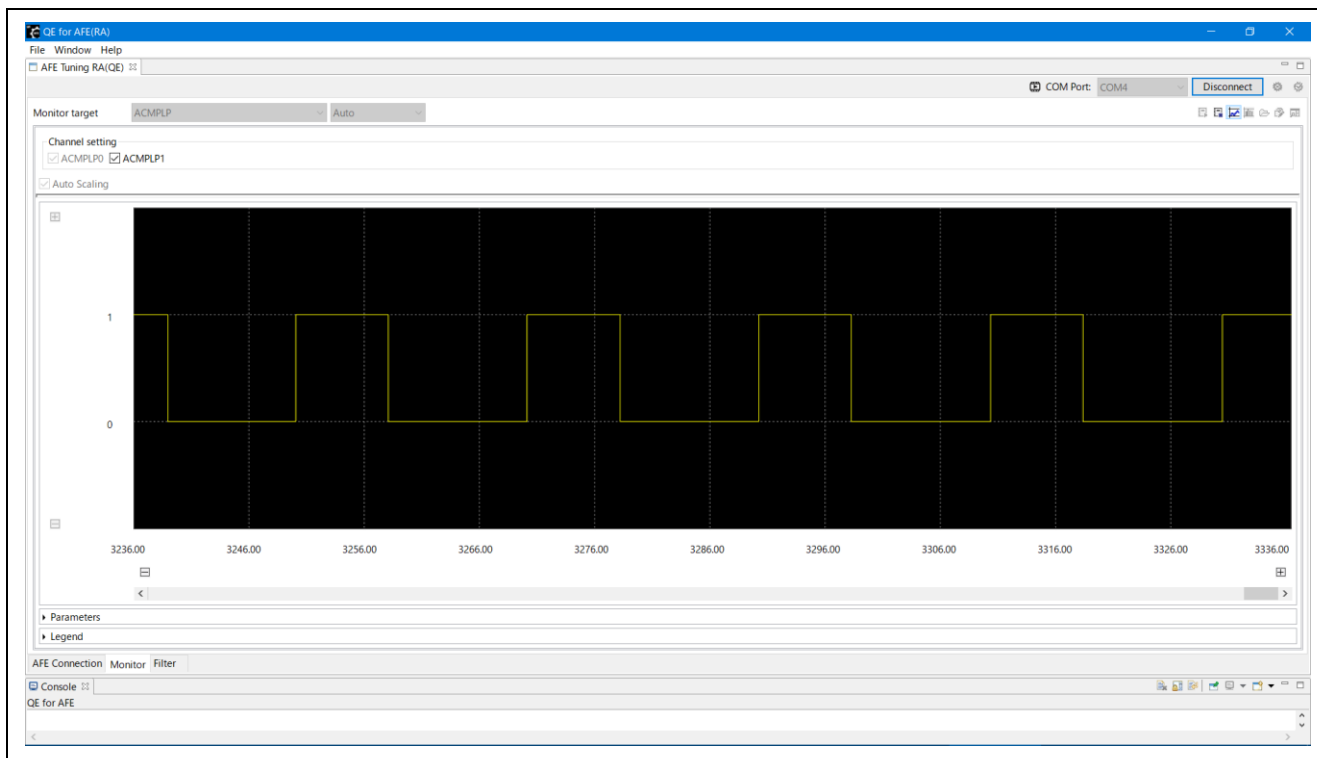 QE for AFE(RA)
File Window Help
AFE Tuning RA(QE)
COM Port: COM4 Disconnect
Monitor target ACMPLP Auto
Channel setting
ACMPLP0 ACMPLP1
Auto Scaling
1
0
3236.00 3246.00 3256.00 3266.00 3276.00 3286.00 3296.00 3306.00 3316.00 3326.00 3336.00
Parameters
Legend
AFE Connection Monitor Filter
Console
QE for AFE